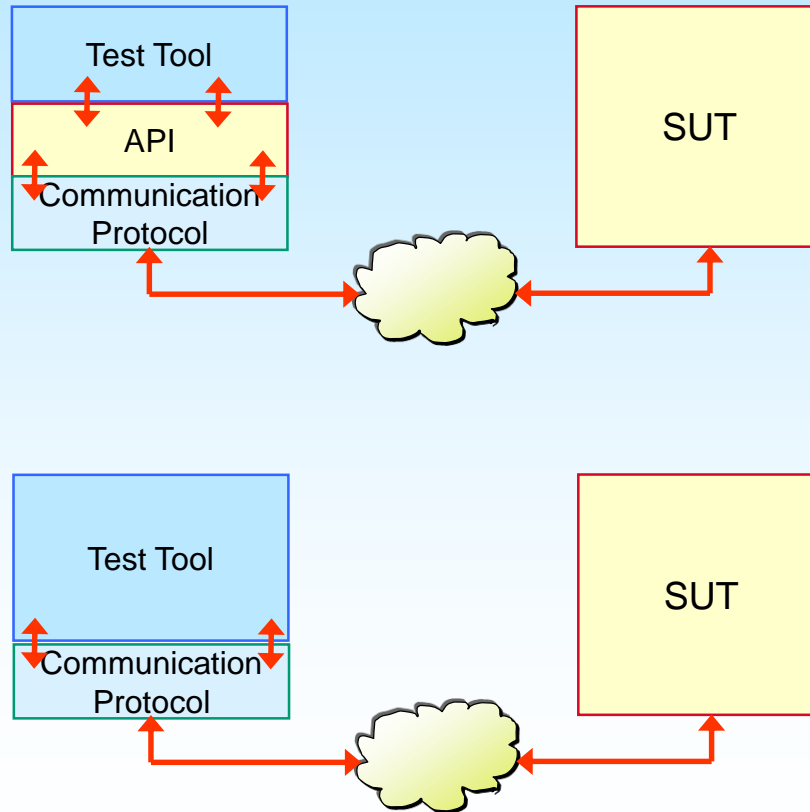 Test Tool
API
Communication
Protocol
SUT
Test Tool
Communication
Protocol
SUT